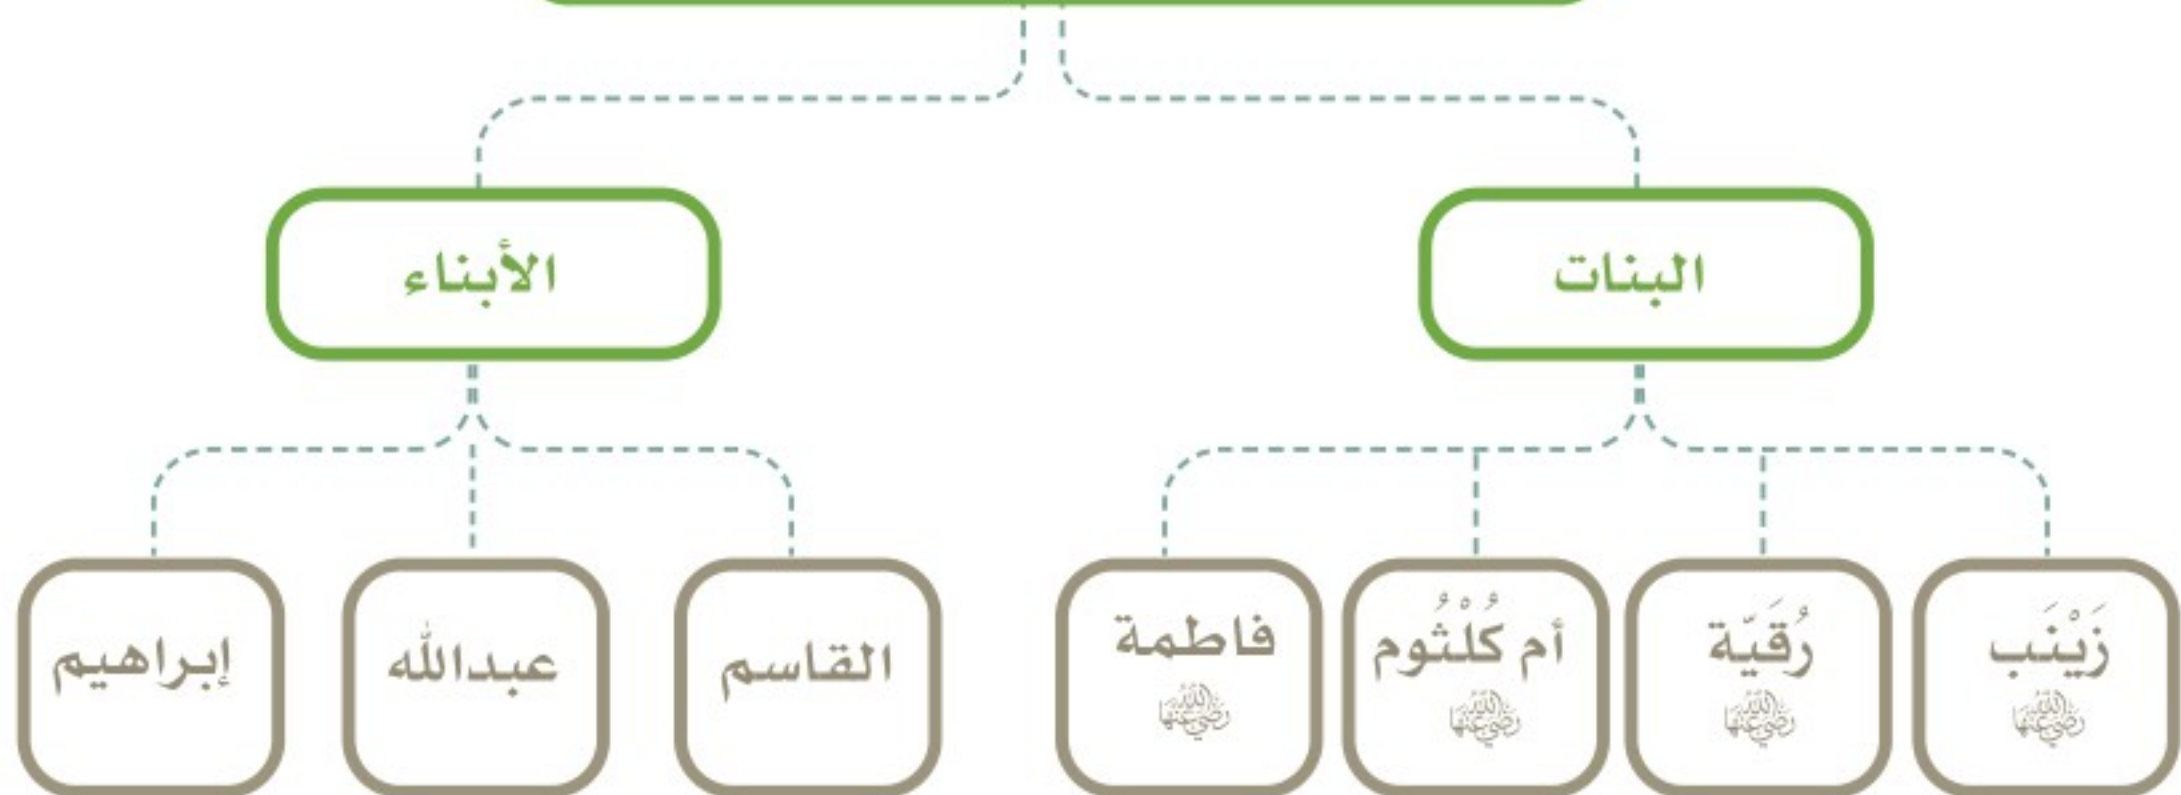 البنات
الأبناء
زَيْنَب
رضي الله عنها
رُقَيَّة
رضي الله عنها
أم كُلْثُوم
رضي الله عنها
فاطمة
رضي الله عنها
القاسم
عبدالله
إبراهيم